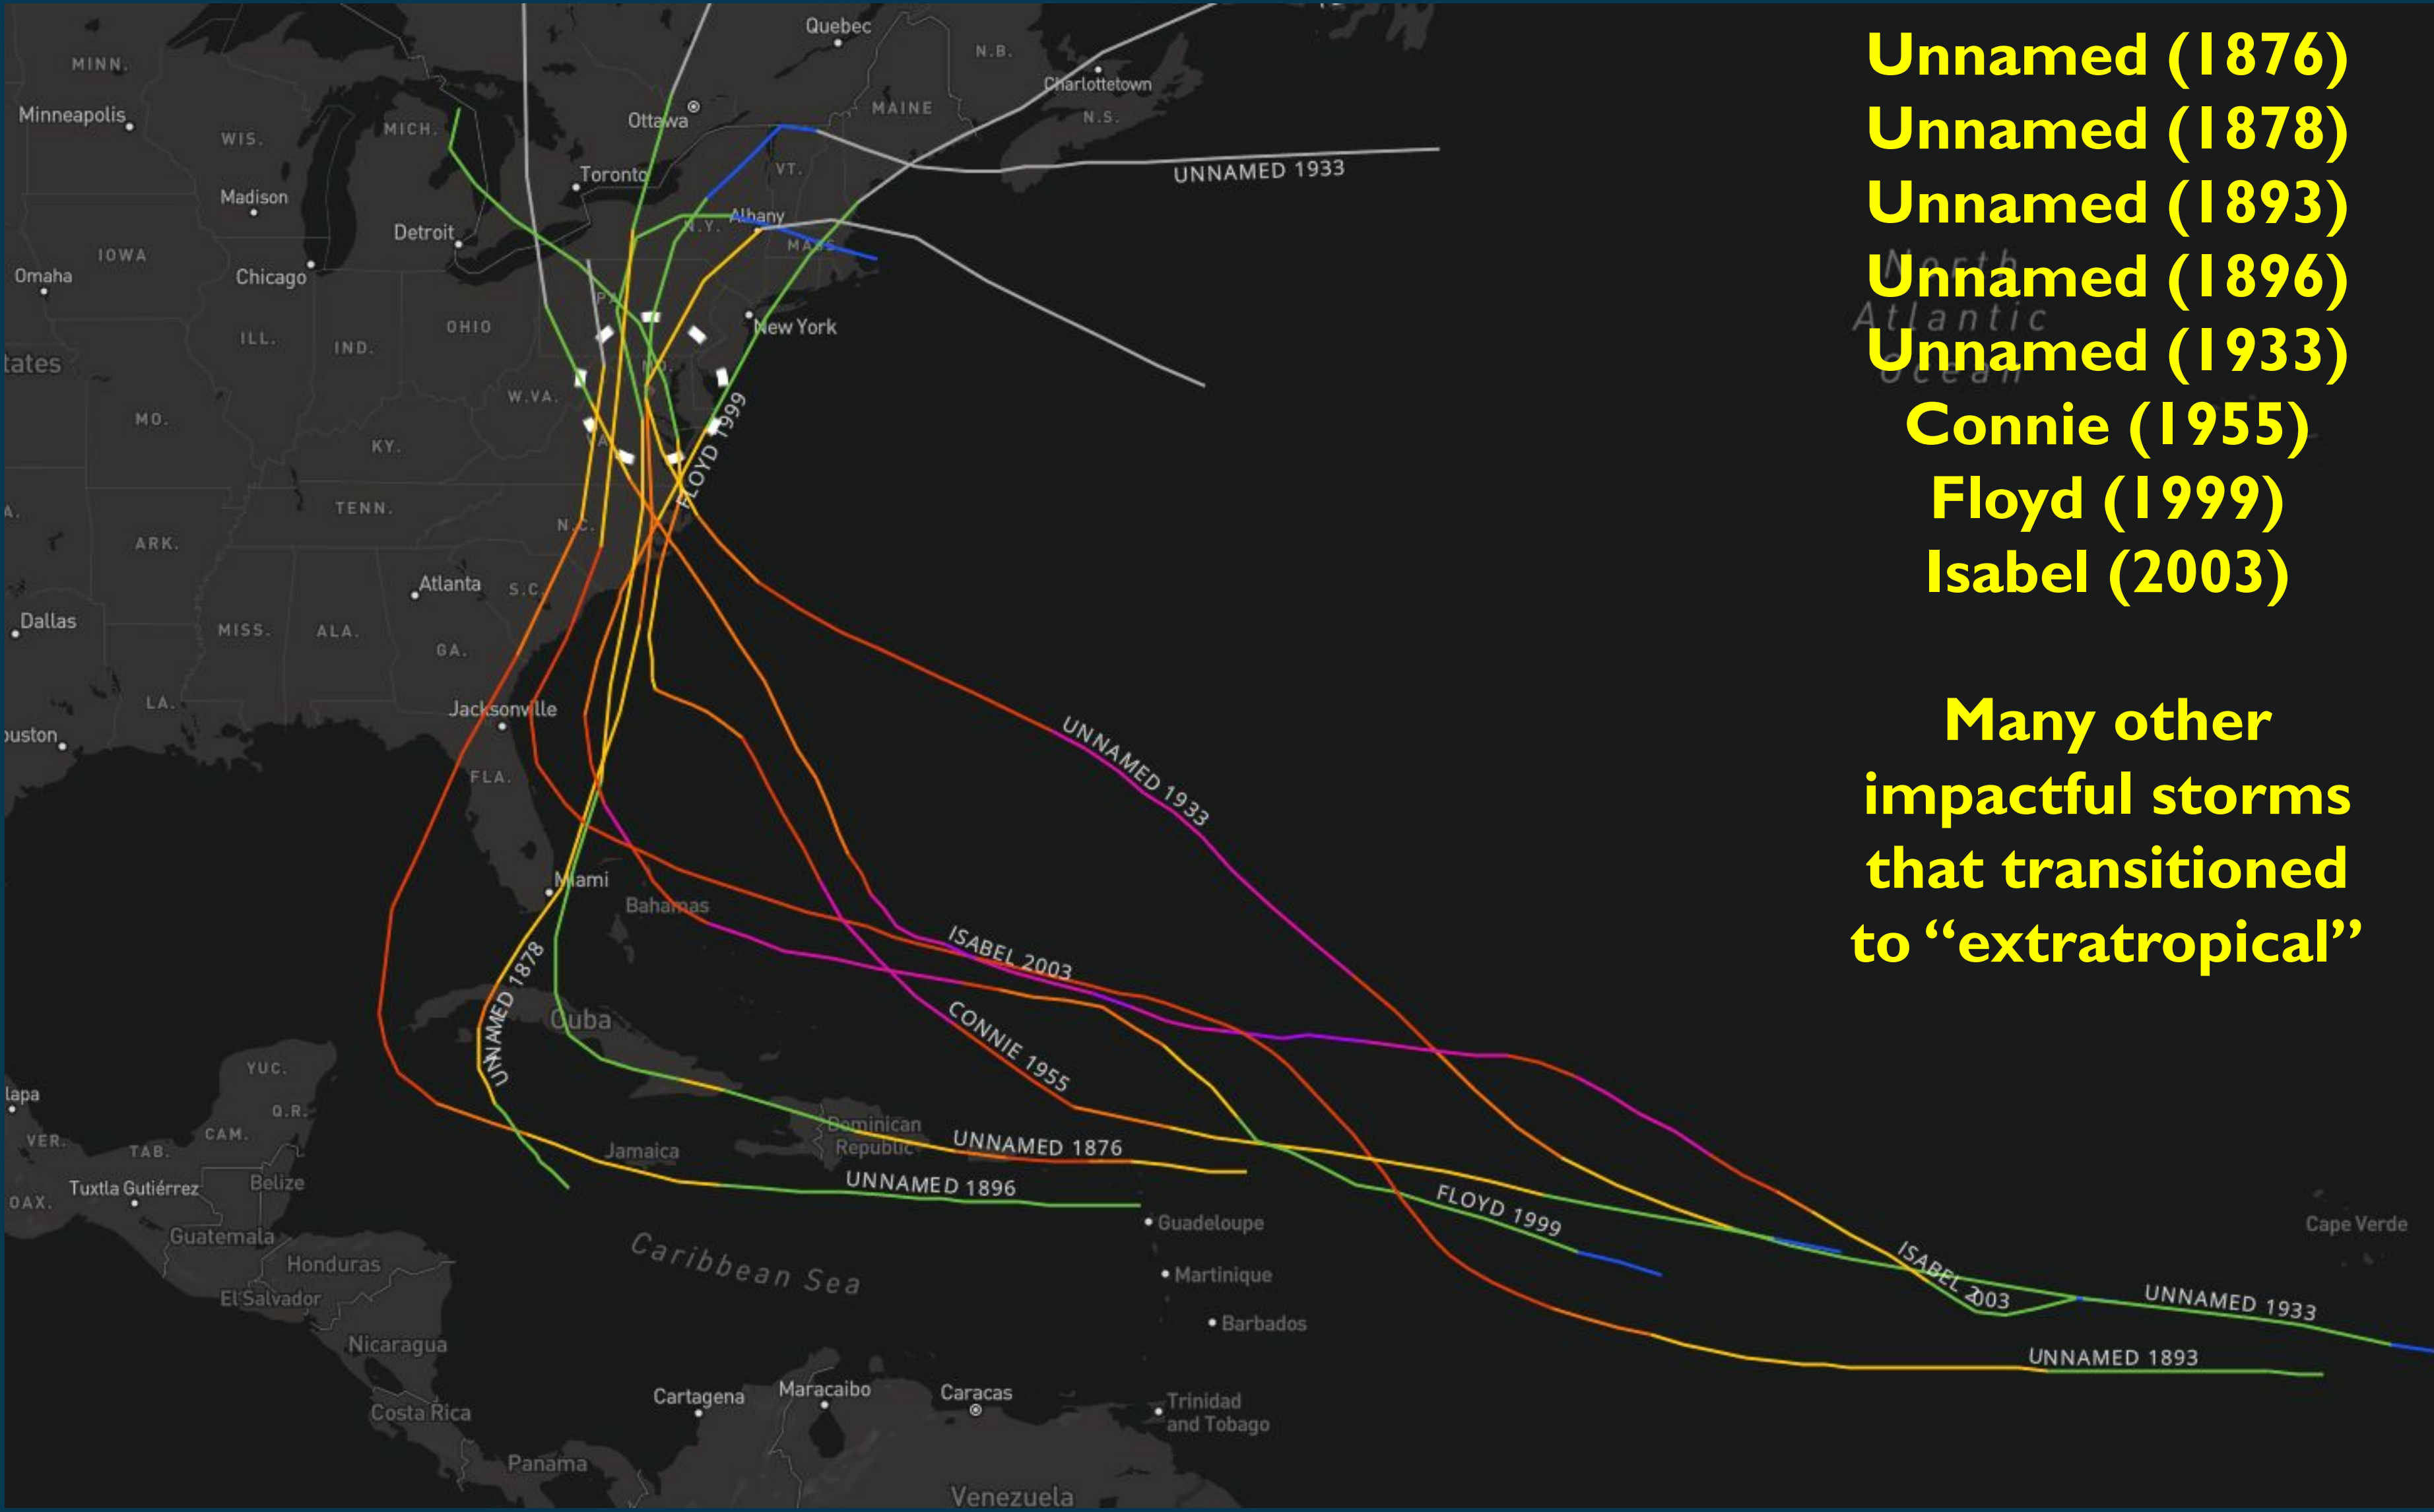 Unnamed (1876)
Unnamed (1878)
Unnamed (1893)
Unnamed (1896)
Unnamed (1933)
Connie (1955)
Floyd (1999)
Isabel (2003)
Many other
impactful storms
that transitioned
to “extratropical”
North
Atlantic
Ocean
Quebec
N.B.
MINN.
Charlottetown
Minneapolis
MICH.
Ottawa
MAINE
N.S.
WIS.
Toronto
VT.
UNNAMED 1933
Madison
Albany
N.Y.
Detroit
MASS
IOWA
Omaha
Chicago
PA
New York
OHIO
ILL.
IND.
tates
MD.
W.VA.
FLOYD 1999
MO.
VA
KY.
TENN.
A.
N.C.
ARK.
Atlanta
S.C.
Dallas
MISS.
ALA.
GA.
LA.
Jacksonville
UNNAMED 1933
ouston
FLA.
Miami
Bahamas
ISABEL 2003
UNNAMED 1878
Cuba
CONNIE 1955
YUC.
lapa
Q.R.
Dominican
Republic
VER.
CAM.
TAB.
Jamaica
UNNAMED 1876
UNNAMED 1896
Tuxtla Gutiérrez
Belize
OAX.
FLOYD 1999
Guadeloupe
Cape Verde
Guatemala
Caribbean Sea
Honduras
Martinique
ISABEL 2003
El Salvador
UNNAMED 1933
Barbados
Nicaragua
UNNAMED 1893
Cartagena
Maracaibo
Caracas
Trinidad
and Tobago
Costa Rica
Panama
Venezuela